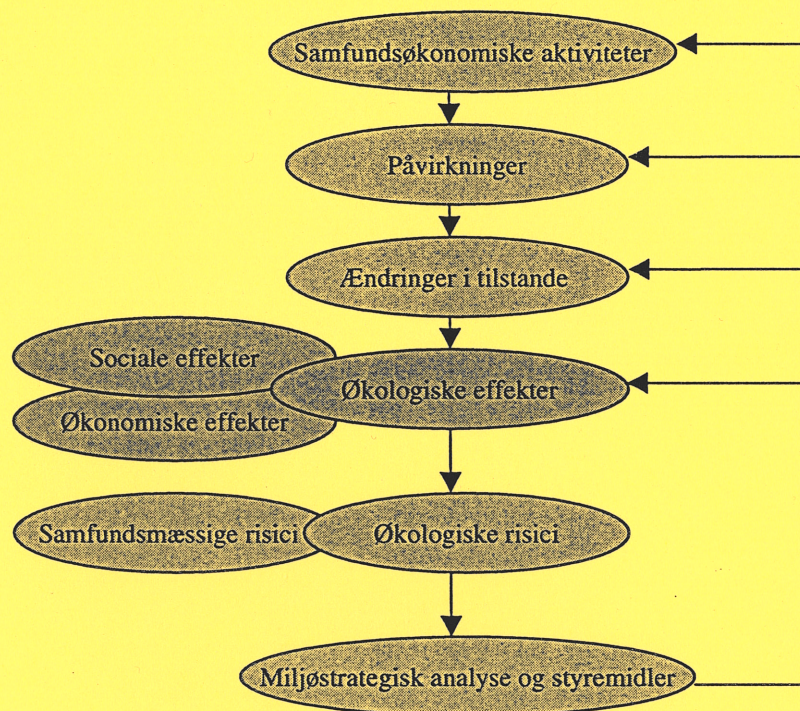 Samfundsøkonomiske aktiviteter
Påvirkninger
Ændringer i tilstande
Sociale effekter
Økologiske effekter
Økonomiske effekter
Samfundsmæssige risici
Økologiske risici
Miljøstrategisk analyse og styremidler